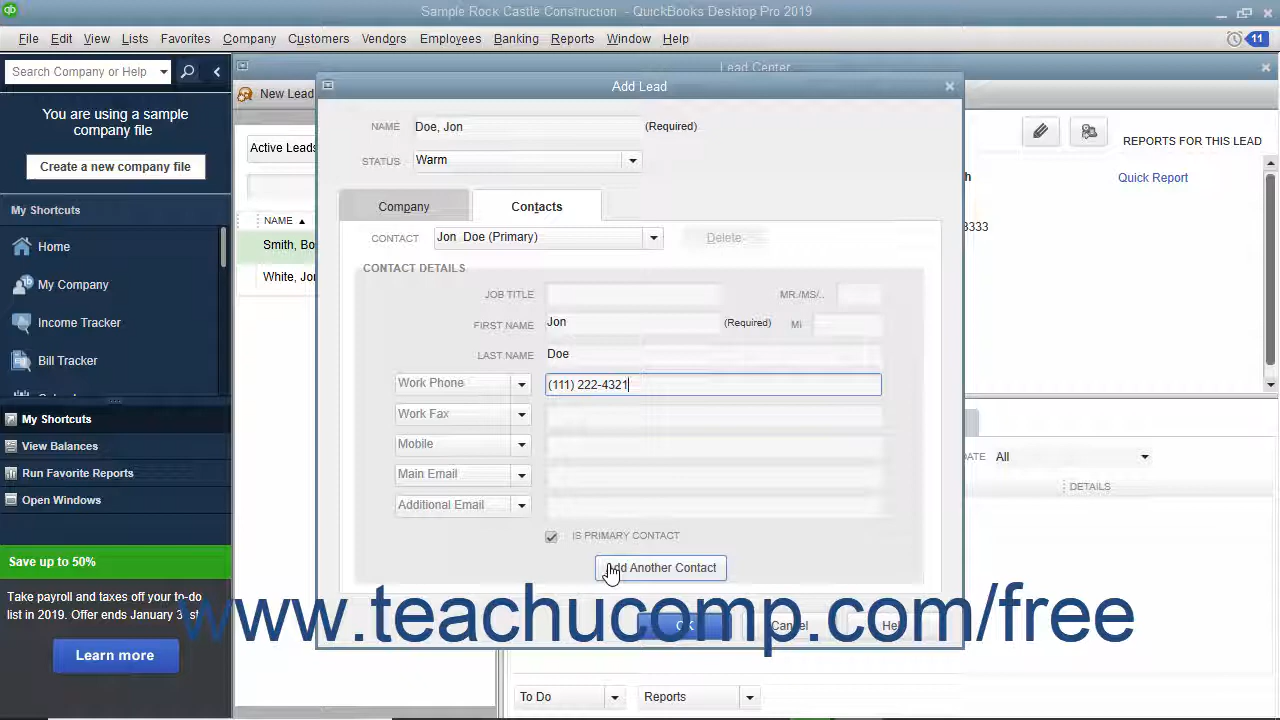 Sample Rock Castle Construction - QuickBooks Desktop Pro 2019
File Edit View Lists Favorites Company Customers Vendors Employees Banking Reports Window Help
11
Search Company or Help
You are using a sample
company file
Create a new company file
My Shortcuts
Home
My Company
Income Tracker
Bill Tracker
My Shortcuts
View Balances
Run Favorite Reports
Open Windows
Save up to 50%
Take payroll and taxes off your to-do
list in 2019. Offer ends January 3 st
Learn more
Lead Center
New Lead
Active Leads
NAME
Smith, Bo
White, Jon
Add Lead
NAME Doe, Jon (Required)
STATUS Warm
Company Contacts
CONTACT Jon Doe (Primary) Delete
CONTACT DETAILS
JOB TITLE MR./MS/..
FIRST NAME Jon (Required) MI
LAST NAME Doe
Work Phone (111) 222-4321
Work Fax
Mobile
Main Email
Additional Email
IS PRIMARY CONTACT
Add Another Contact
OK Cancel Help
REPORTS FOR THIS LEAD
h Quick Report
3333
DATE All
DETAILS
To Do Reports
www.teachucomp.com/free